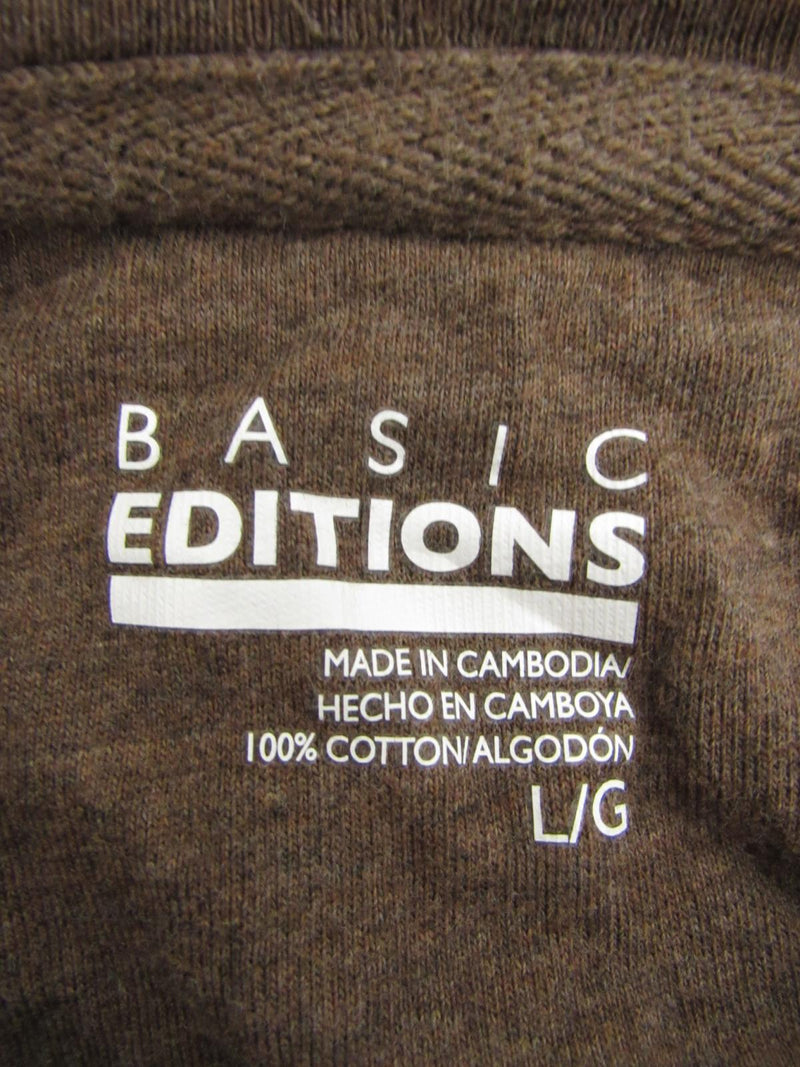 BASIC
EDITIONS
MADE IN CAMBODIA/
HECHO EN CAMBOYA
100% COTTON/ALGODÓN
L/G